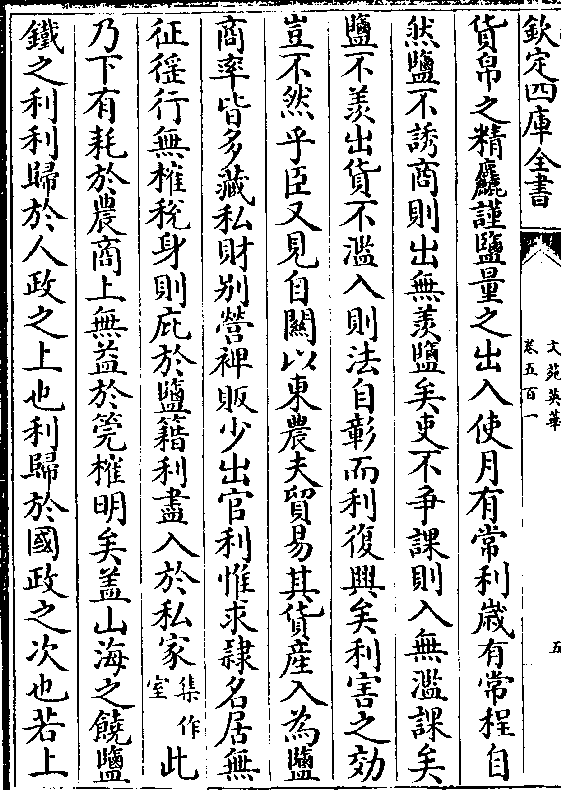 欽定四庫全書
文苑英華
卷五百一
五
貨帛之精麤謹鹽量之出入使月有常利歲有常程自
然鹽不誘商則出無羨鹽矣吏不爭課則入無濫課矣
鹽不羨出貨不濫入則法自彰而利復興矣利害之効
豈不然乎臣又見自關以東農夫貿易其貨產入為鹽
商率皆多藏私財别營裨販少出官利惟求隷名居無
征徭行無榷稅身則庇於鹽籍利盡入於私家集作室此
乃下有耗於農商上無益於筦榷明矣盖山海之饒鹽
鐵之利利歸於人政之上也利歸於國政之次也若上